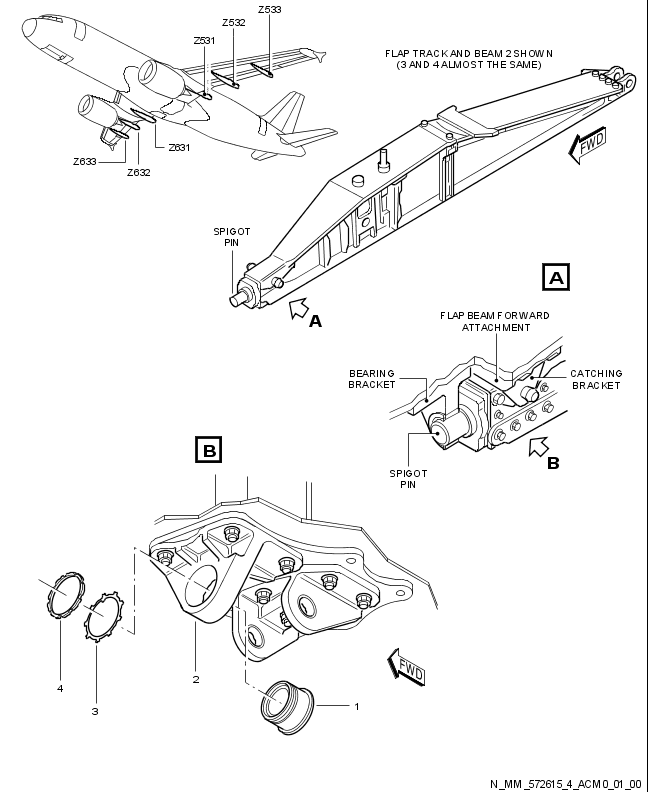 Z533
Z532
Z531
FLAP TRACK AND BEAM 2 SHOWN
(3 AND 4 ALMOST THE SAME)
FWD
Z633
Z632
Z631
SPIGOT
PIN
A
A
FLAP BEAM FORWARD
ATTACHMENT
BEARING
BRACKET
CATCHING
BRACKET
SPIGOT
PIN
B
B
FWD
4
3
2
1
N_MM_572615_4_ACM0_01_00